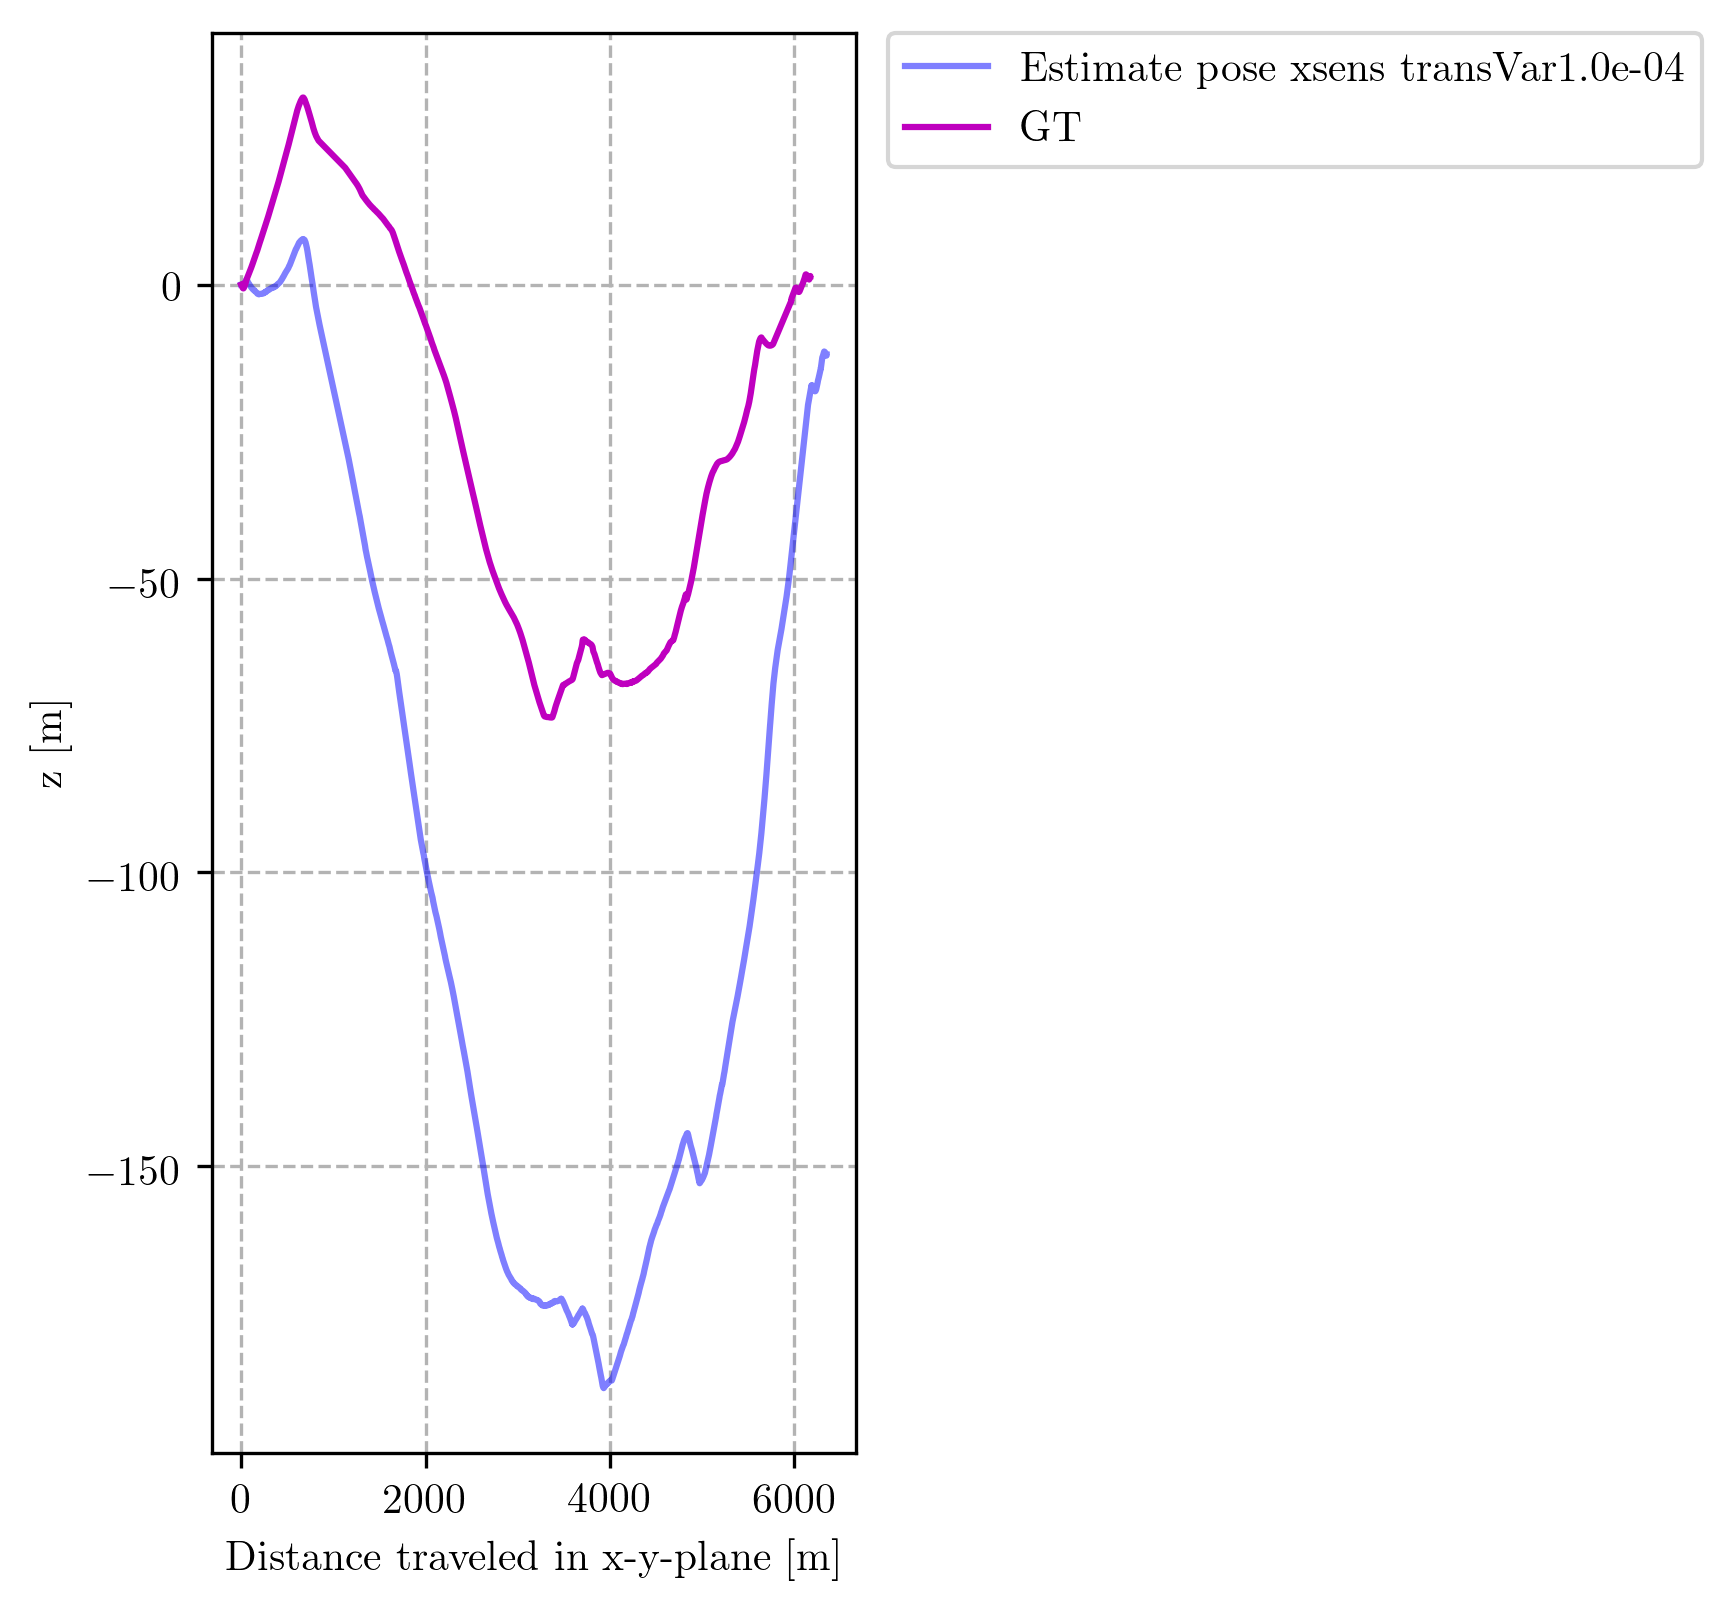 Estimate pose xsens transVar1.0e-04
GT
0
−50
−100
−150
z [m]
0 2000 4000 6000
Distance traveled in x-y-plane [m]